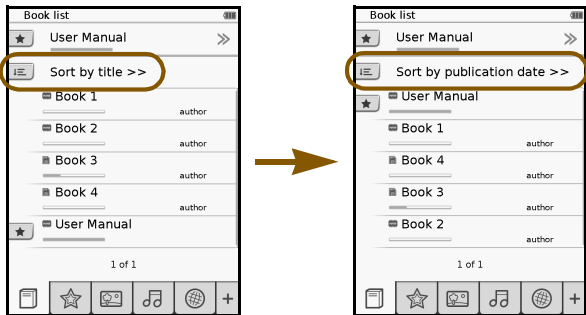 Book list
User Manual
Sort by title >>
Book 1
author
Book 2
author
Book 3
author
Book 4
author
User Manual
1 of 1
+
Book list
User Manual
Sort by publication date >>
User Manual
Book 1
author
Book 4
author
Book 3
author
Book 2
author
1 of 1
+